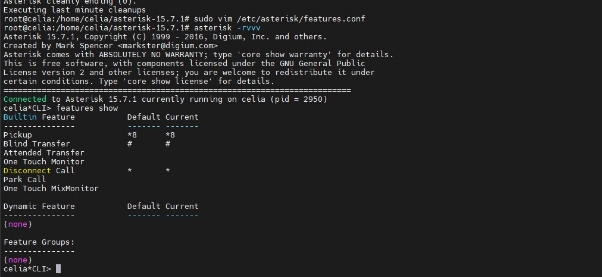 Asterisk cleanly ending (0).
Executing last minute cleanups
root@celia:/home/celia/asterisk-15.7.1# sudo vim /etc/asterisk/features.conf
root@celia:/home/celia/asterisk-15.7.1# asterisk -rvvv
Asterisk 15.7.1, Copyright (C) 1999 - 2016, Digium, Inc. and others.
Created by Mark Spencer <markster@digium.com>
Asterisk comes with ABSOLUTELY NO WARRANTY; type 'core show warranty' for details.
This is free software, with components licensed under the GNU General Public
License version 2 and other licenses; you are welcome to redistribute it under
certain conditions. Type 'core show license' for details.
=========================================================================
Connected to Asterisk 15.7.1 currently running on celia (pid = 2950)
celia*CLI> features show
Builtin Feature           Default Current
---------------           ------- -------
Pickup                    *8      *8
Blind Transfer            #       #
Attended Transfer
One Touch Monitor
Disconnect Call           *       *
Park Call
One Touch MixMonitor

Dynamic Feature           Default Current
---------------           ------- -------
(none)

Feature Groups:
---------------
(none)
celia*CLI>